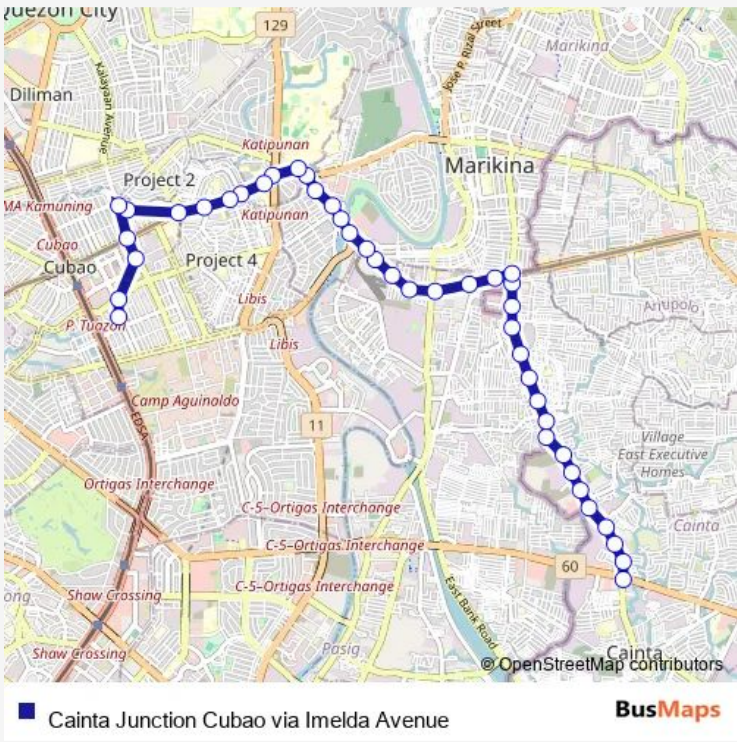 Quezon City
129
José P. Rizal Street
Marikina
Kalayaan Avenue
Diliman
Katipunan
Marikina
Project 2
MA Kamuning
Katipunan
Cubao
Project 4
Cubao
Libis
Antipolo
P. Tuazon
Libis
Camp Aguinaldo
EDSA
11
Village
East Executive
Homes
Ortigas Interchange
C-5–Ortigas Interchange
Cainta
C-5–Ortigas Interchange
60
C-5–Ortigas Interchange
Shaw Crossing
ong
East Bank Road
Shaw Crossing
Pasig
Cainta
© OpenStreetMap contributors
Cainta Junction Cubao via Imelda Avenue
BusMaps